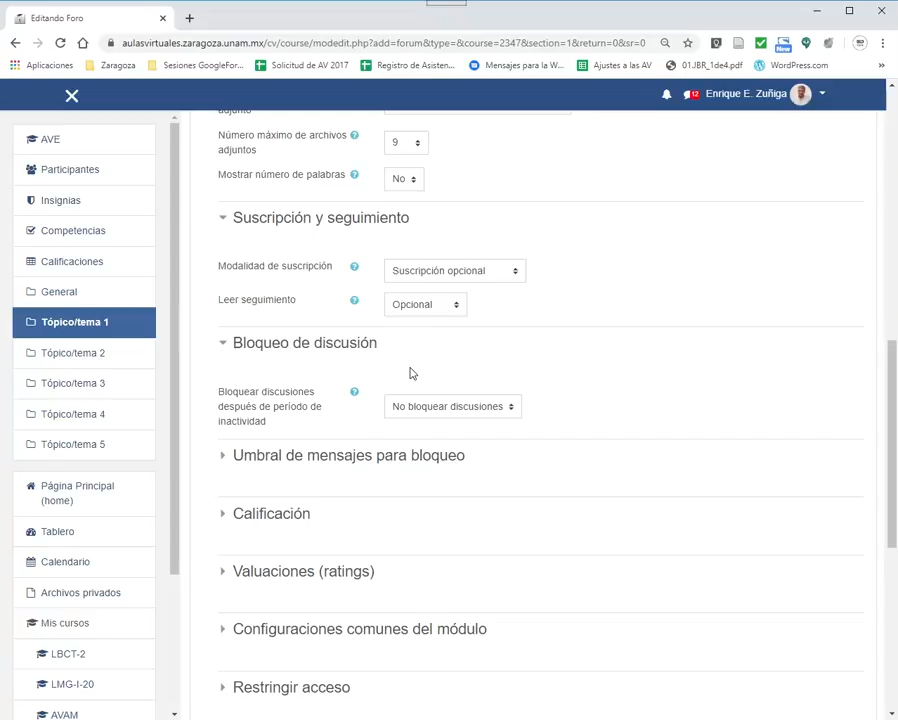 Editando Foro
aulasvirtuales.zaragoza.unam.mx/cv/course/modedit.php?add=forum&type=&course=2347&section=1&return=0&sr=0
New
Aplicaciones
Zaragoza
Sesiones GoogleFor...
Solicitud de AV 2017
Registro de Asisten...
Mensajes para la W...
Ajustes a las AV
01.JBR_1de4.pdf
WordPress.com
»
12
Enrique E. Zuñiga
AVE
Participantes
Insignias
Competencias
Calificaciones
General
Tópico/tema 1
Tópico/tema 2
Tópico/tema 3
Tópico/tema 4
Tópico/tema 5
Página Principal
(home)
Tablero
Calendario
Archivos privados
Mis cursos
LBCT-2
LMG-I-20
AVAM
adjunto
Número máximo de archivos
adjuntos
9
Mostrar número de palabras
No
Suscripción y seguimiento
Modalidad de suscripción
Suscripción opcional
Leer seguimiento
Opcional
Bloqueo de discusión
Bloquear discusiones
después de período de
inactividad
No bloquear discusiones
Umbral de mensajes para bloqueo
Calificación
Valuaciones (ratings)
Configuraciones comunes del módulo
Restringir acceso